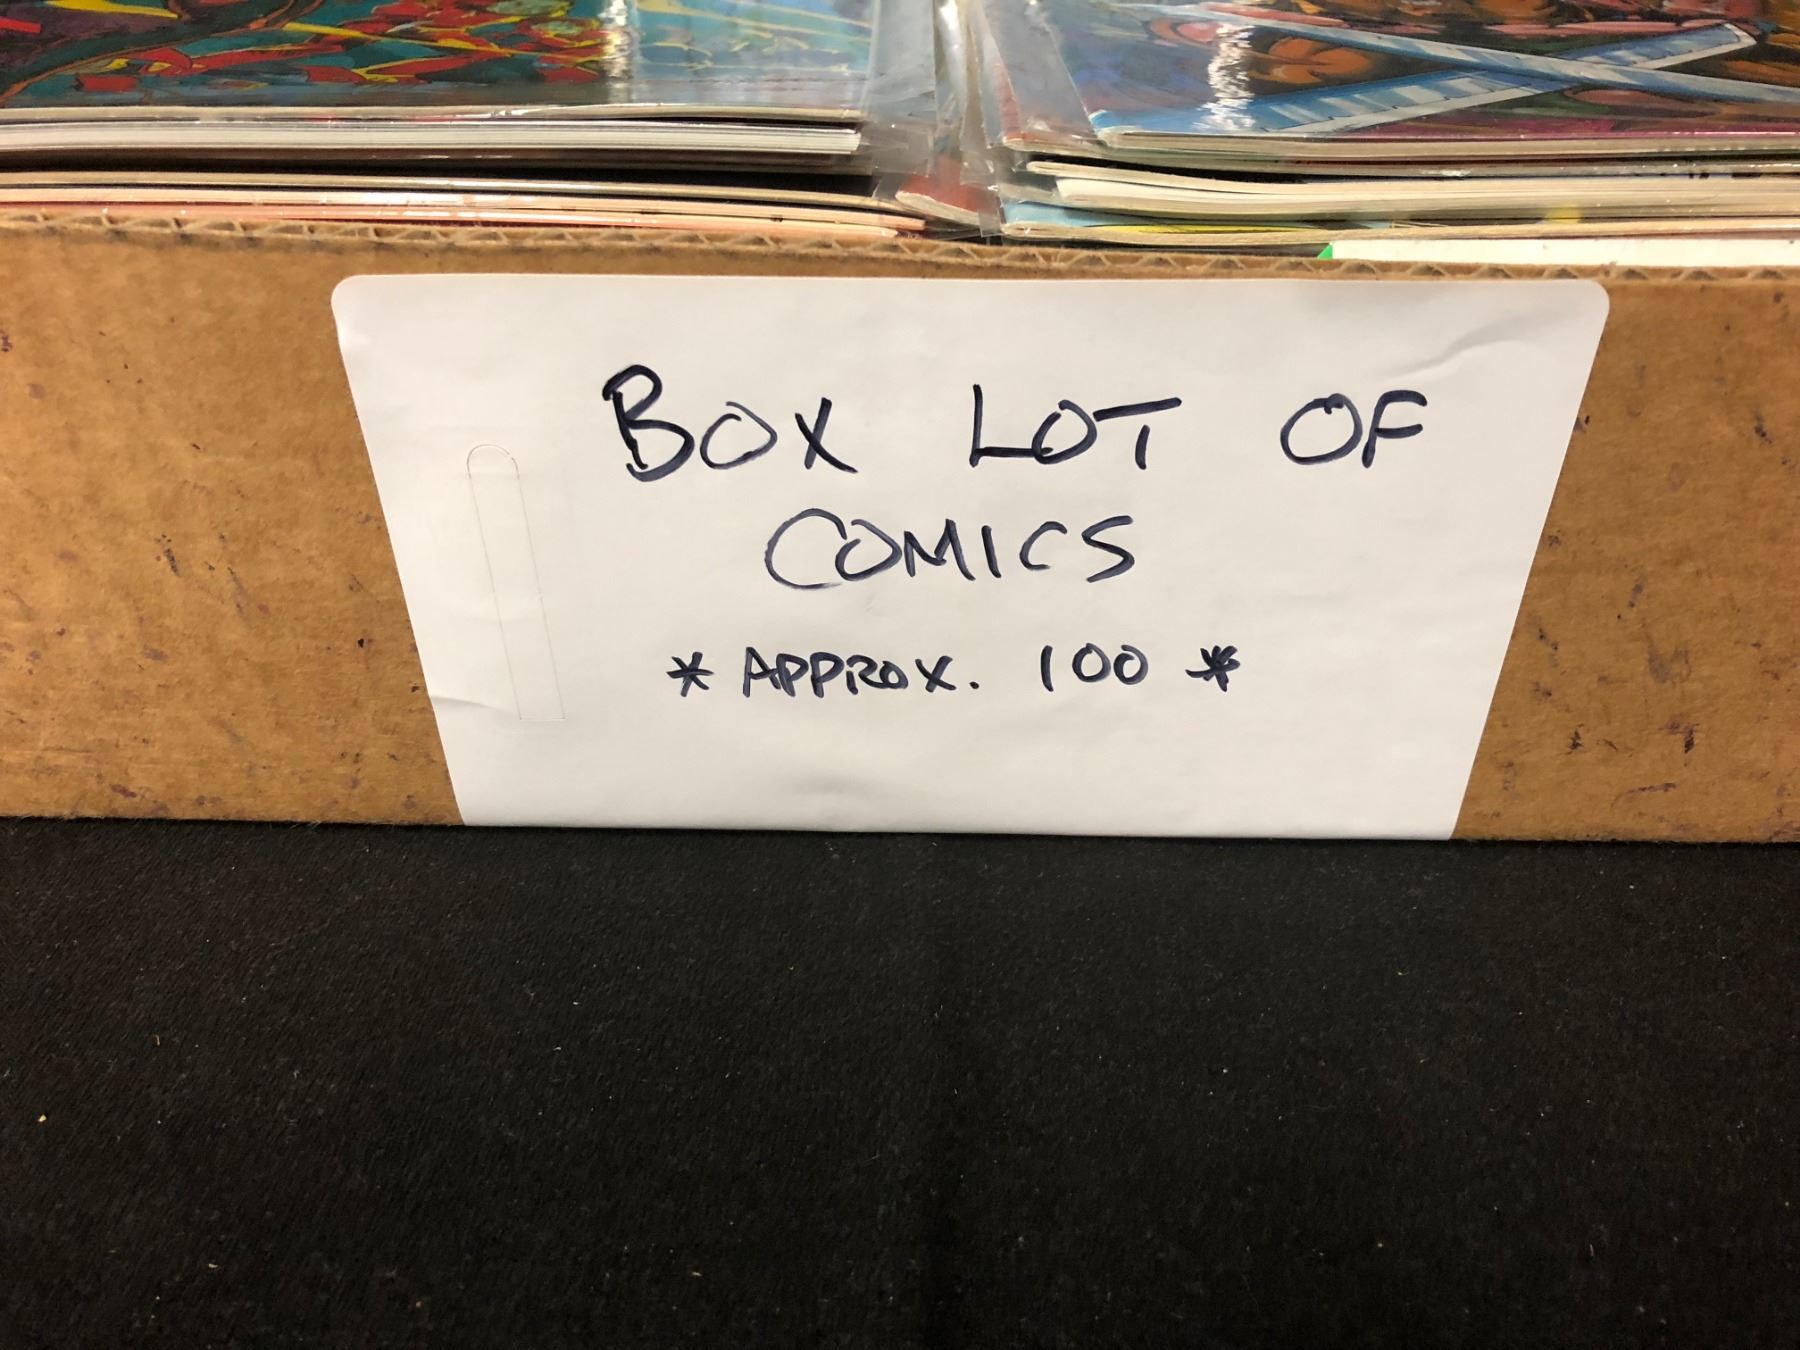 BOX LOT OF
COMICS
* APPROX. 100 *